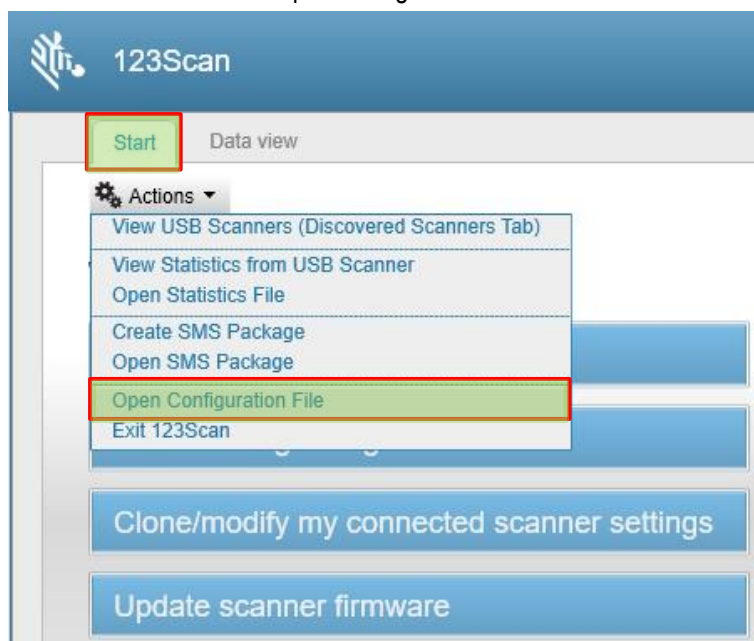 123Scan
Start Data view
Actions
View USB Scanners (Discovered Scanners Tab)
View Statistics from USB Scanner
Open Statistics File
Create SMS Package
Open SMS Package
Open Configuration File
Exit 123Scan
Clone/modify my connected scanner settings
Update scanner firmware